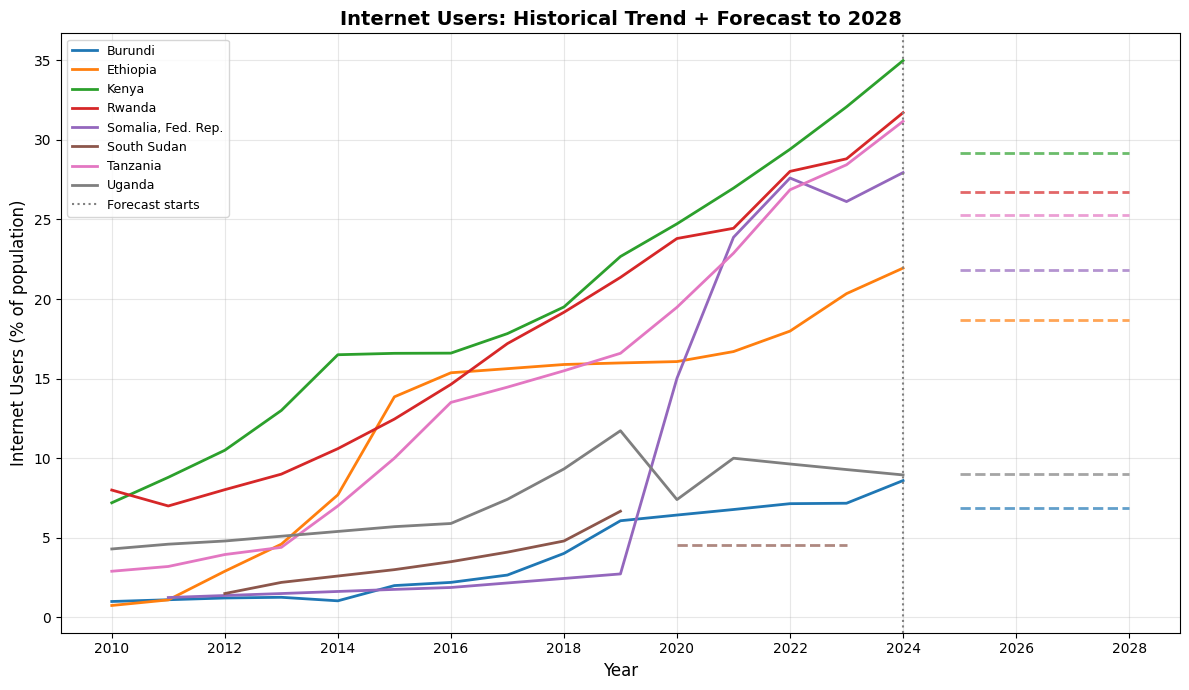 Internet Users: Historical Trend + Forecast to 2028
Burundi
Ethiopia
Kenya
Rwanda
Somalia, Fed. Rep.
South Sudan
Tanzania
Uganda
Forecast starts
Internet Users (% of population)
35
30
25
20
15
10
5
0
2010 2012 2014 2016 2018 2020 2022 2024 2026 2028
Year